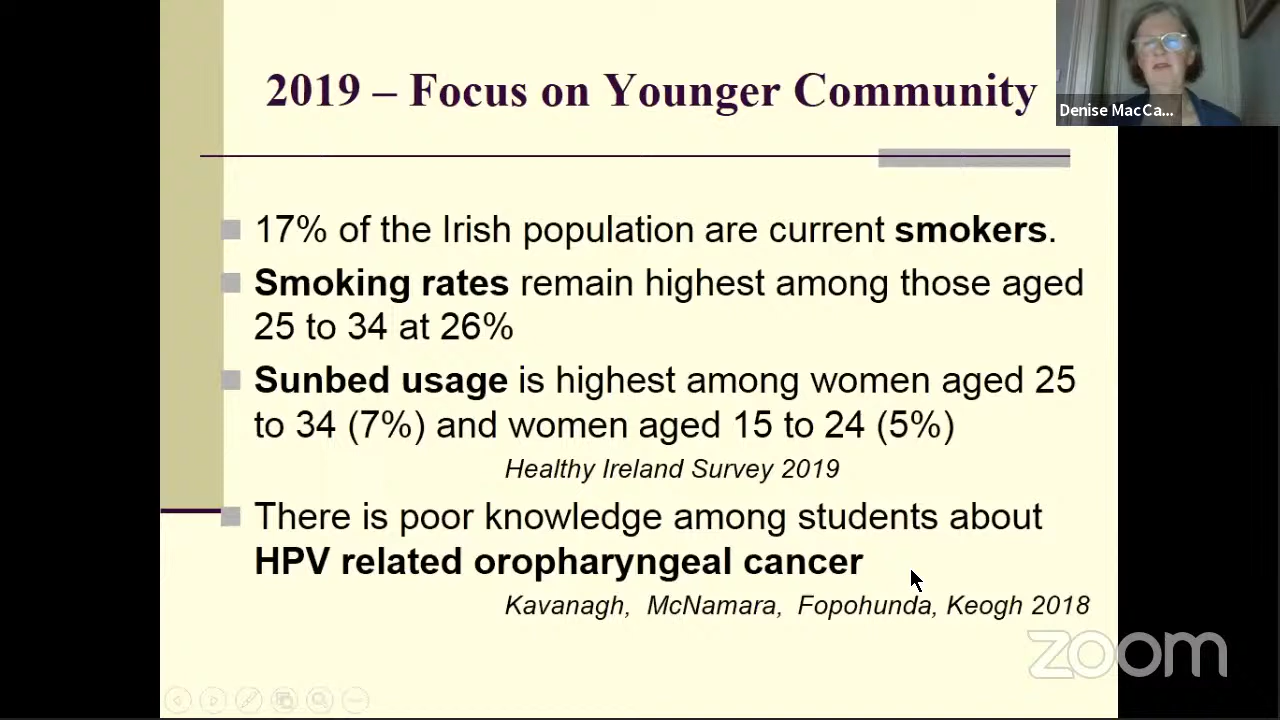 2019 – Focus on Younger Community
Denise MacCa...
17% of the Irish population are current smokers.
Smoking rates remain highest among those aged
25 to 34 at 26%
Sunbed usage is highest among women aged 25
to 34 (7%) and women aged 15 to 24 (5%)
Healthy Ireland Survey 2019
There is poor knowledge among students about
HPV related oropharyngeal cancer
Kavanagh, McNamara, Fopohunda, Keogh 2018
zoom